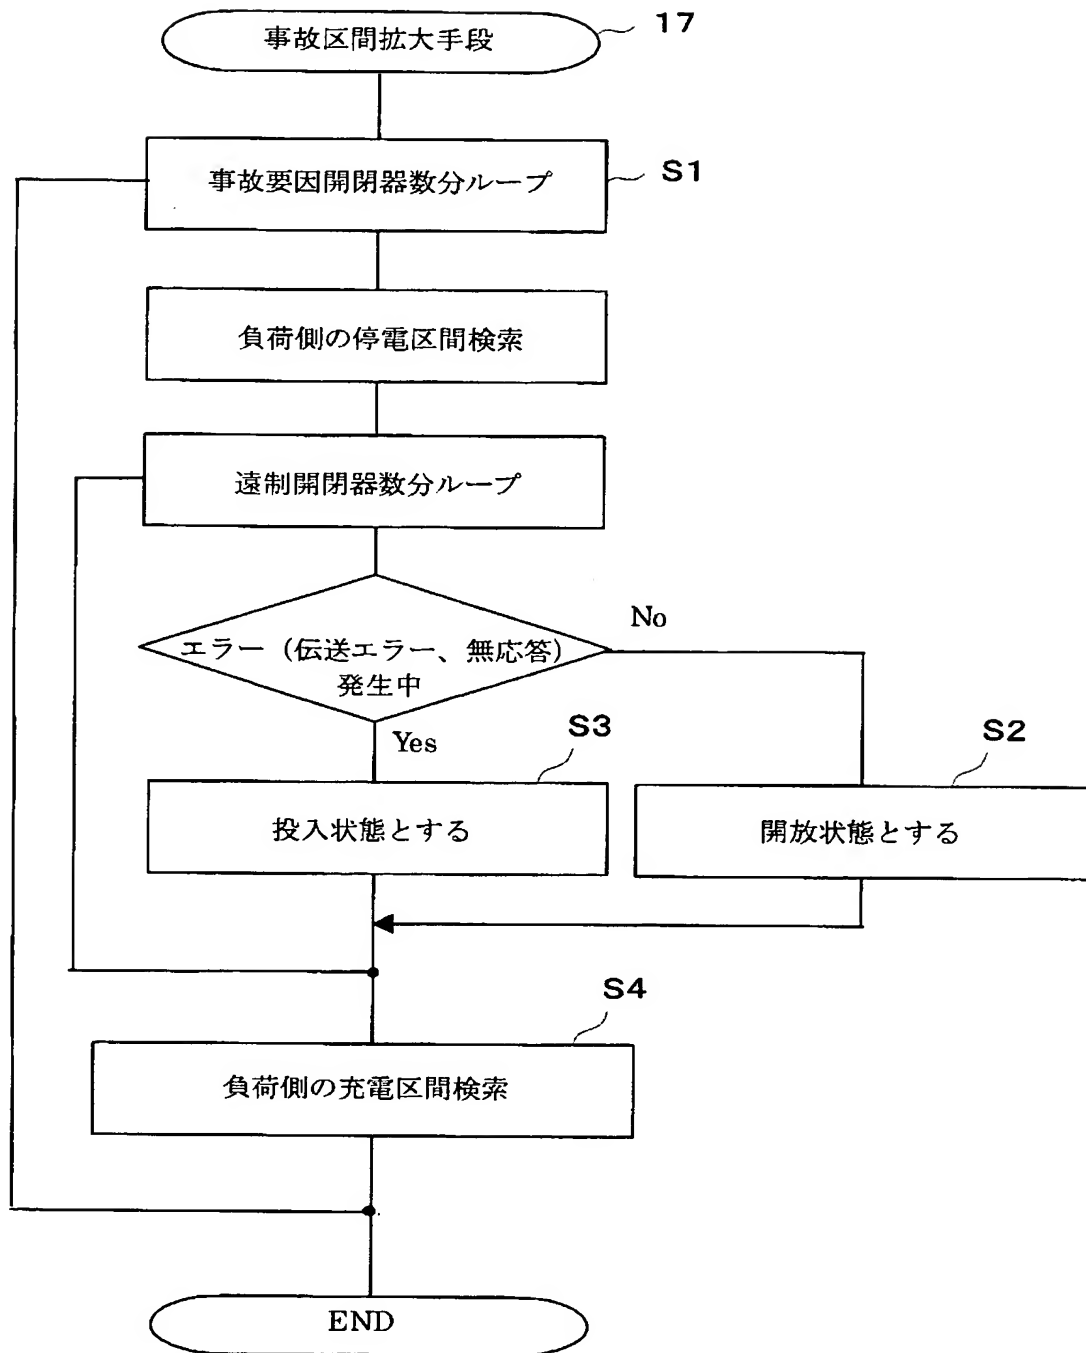 事故区間拡大手段
17
事故要因開閉器数分ループ
S1
負荷側の停電区間検索
遠制開閉器数分ループ
エラー（伝送エラー、無応答）
発生中
No
Yes
S3
S2
投入状態とする
開放状態とする
S4
負荷側の充電区間検索
END